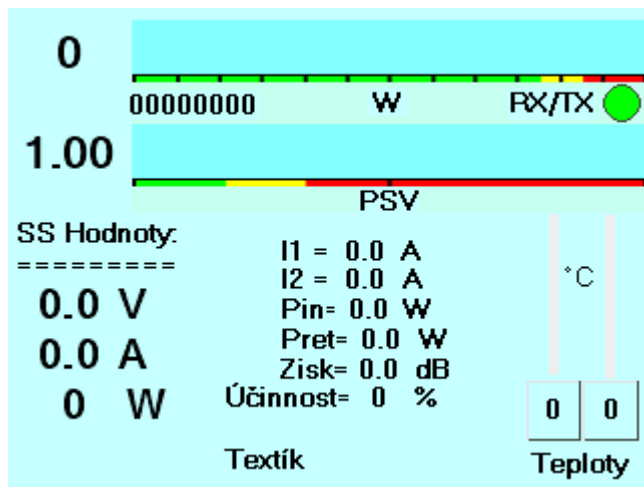 0
00000000 W RX/TX
1.00
PSV
SS Hodnoty:
=========
0.0 V
0.0 A
0 W
I1 = 0.0 A
I2 = 0.0 A
Pin= 0.0 W
Pret= 0.0 W
Zisk= 0.0 dB
Účinnost= 0 %
Textík
°C
0 0
Teploty